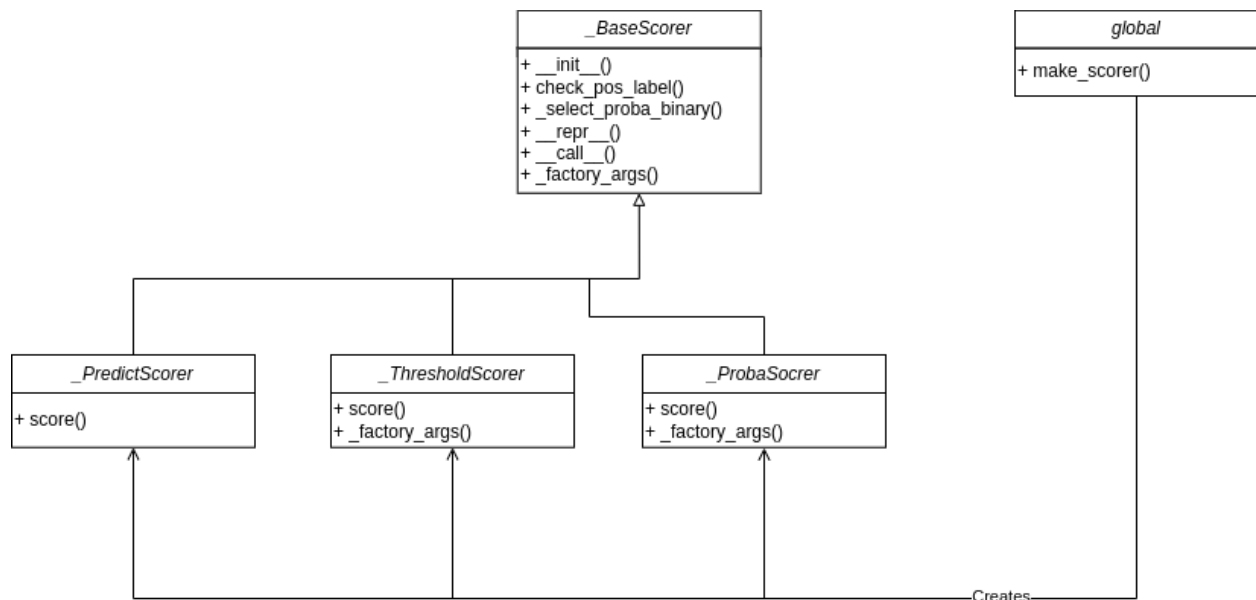 _BaseScorer
+ __init__()
+ check_pos_label()
+ _select_proba_binary()
+ __repr__()
+ __call__()
+ _factory_args()
global
+ make_scorer()
_PredictScorer
+ score()
_ThresholdScorer
+ score()
+ _factory_args()
_ProbaSocrer
+ score()
+ _factory_args()
Creates